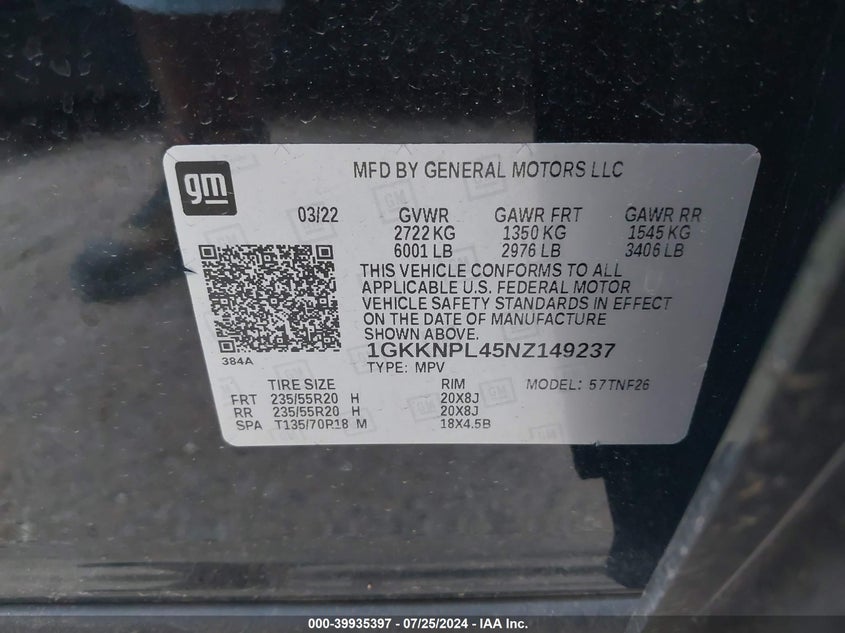 gm
MFD BY GENERAL MOTORS LLC
03/22 GVWR GAWR FRT GAWR RR
2722 KG 1350 KG 1545 KG
6001 LB 2976 LB 3406 LB
THIS VEHICLE CONFORMS TO ALL
APPLICABLE U.S. FEDERAL MOTOR
VEHICLE SAFETY STANDARDS IN EFFECT
ON THE DATE OF MANUFACTURE
SHOWN ABOVE.
384A
1GKKNPL45NZ149237
TYPE: MPV
TIRE SIZE RIM MODEL: 57TNF26
FRT 235/55R20 H 20X8J
RR 235/55R20 H 20X8J
SPA T135/70R18 M 18X4.5B
000-39935397 - 07/25/2024 - IAA Inc.